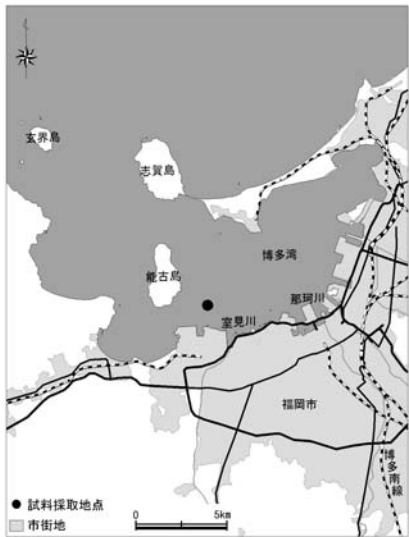 玄界島
志賀島
能古島
博多湾
那珂川
室見川
福岡市
博多南線
● 試料採取地点
市街地
0 5km